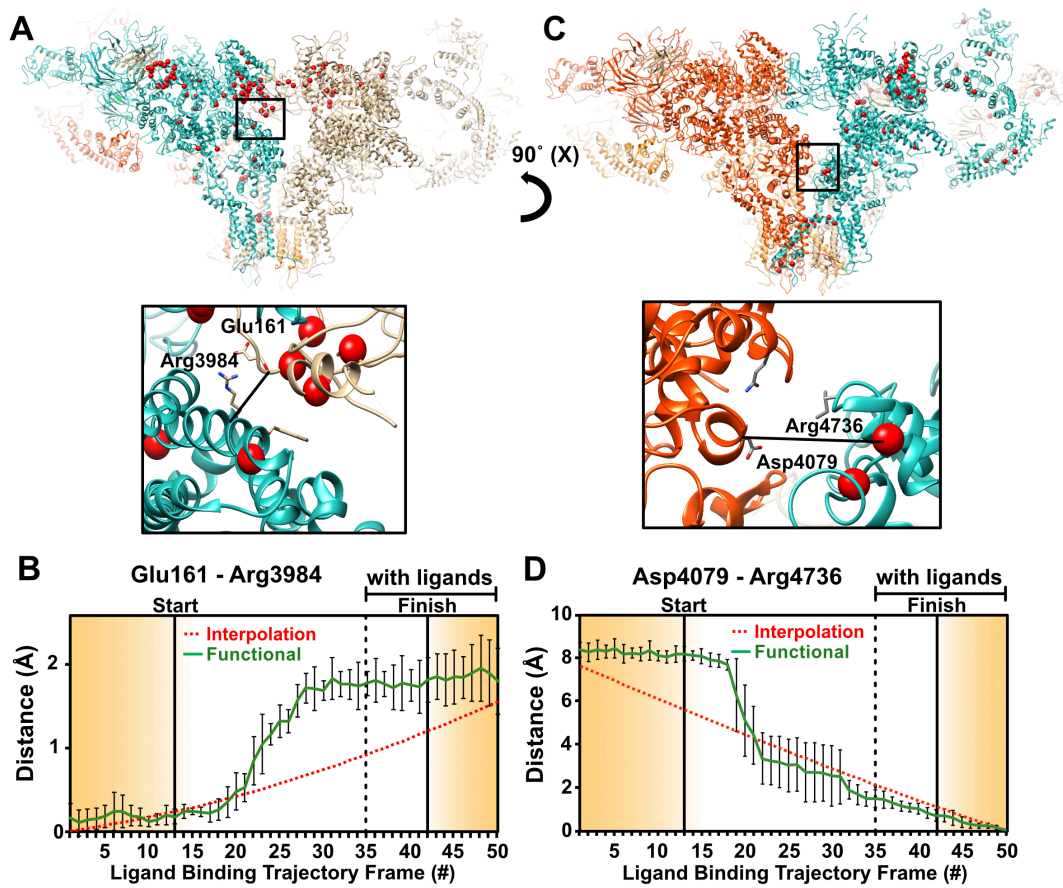 A
C
90° (X)
Glu161
Arg3984
Arg4736
Asp4079
B
Glu161 - Arg3984
with ligands
Start
Finish
Interpolation
Functional
Distance (Å)
2
1
0
5 10 15 20 25 30 35 40 45 50
Ligand Binding Trajectory Frame (#)
D
Asp4079 - Arg4736
with ligands
Start
Finish
Interpolation
Functional
Distance (Å)
10
8
6
4
2
0
5 10 15 20 25 30 35 40 45 50
Ligand Binding Trajectory Frame (#)